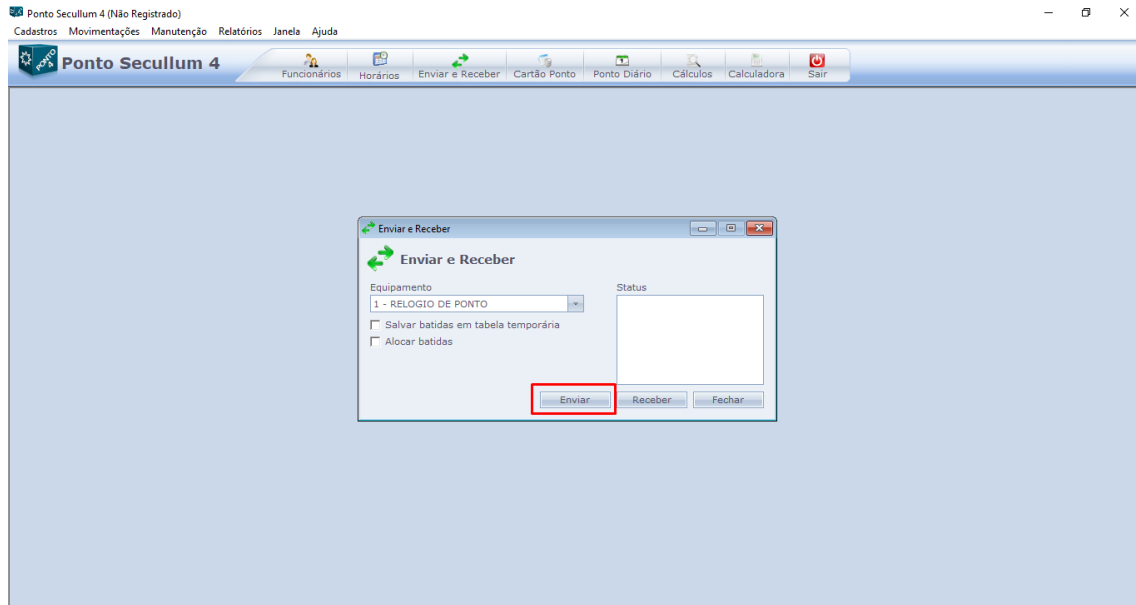 Ponto Secullum 4 (Não Registrado)
Cadastros Movimentações Manutenção Relatórios Janela Ajuda
PONTO
Ponto Secullum 4
Funcionários Horários Enviar e Receber Cartão Ponto Ponto Diário Cálculos Calculadora Sair
Enviar e Receber
Enviar e Receber
Equipamento Status
1 - RELOGIO DE PONTO
Salvar batidas em tabela temporária
Alocar batidas
Enviar Receber Fechar